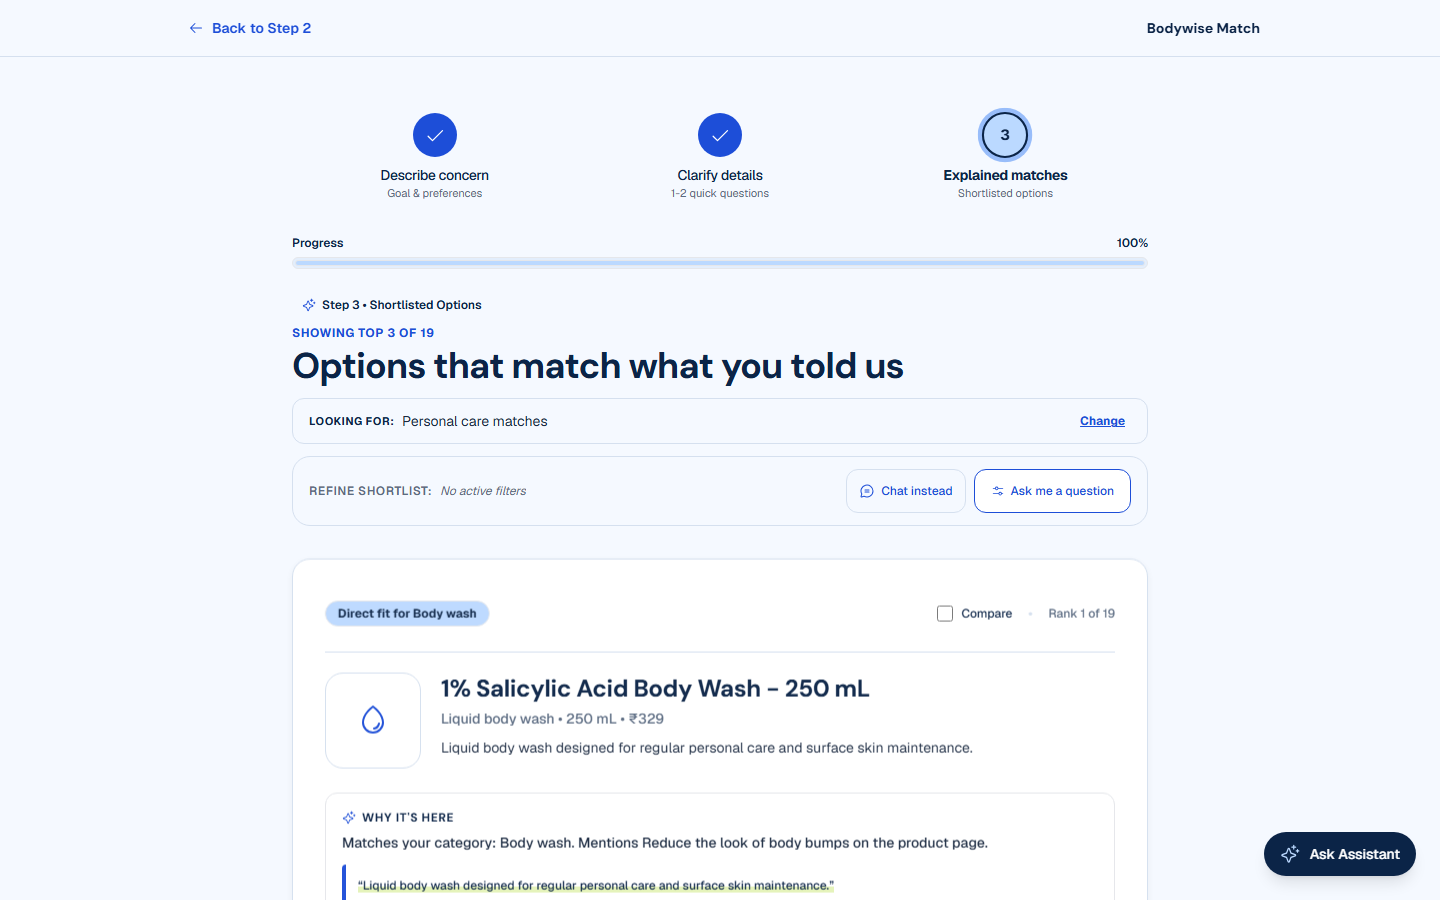 Back to Step 2
Bodywise Match
3
Describe concern
Goal & preferences
Clarify details
1-2 quick questions
Explained matches
Shortlisted options
Progress
100%
Step 3 • Shortlisted Options
SHOWING TOP 3 OF 19
Options that match what you told us
LOOKING FOR: Personal care matches
Change
REFINE SHORTLIST: No active filters
Chat instead
Ask me a question
Direct fit for Body wash
Compare • Rank 1 of 19
1% Salicylic Acid Body Wash – 250 mL
Liquid body wash • 250 mL • ₹329
Liquid body wash designed for regular personal care and surface skin maintenance.
WHY IT'S HERE
Matches your category: Body wash. Mentions Reduce the look of body bumps on the product page.
“Liquid body wash designed for regular personal care and surface skin maintenance.”
Ask Assistant